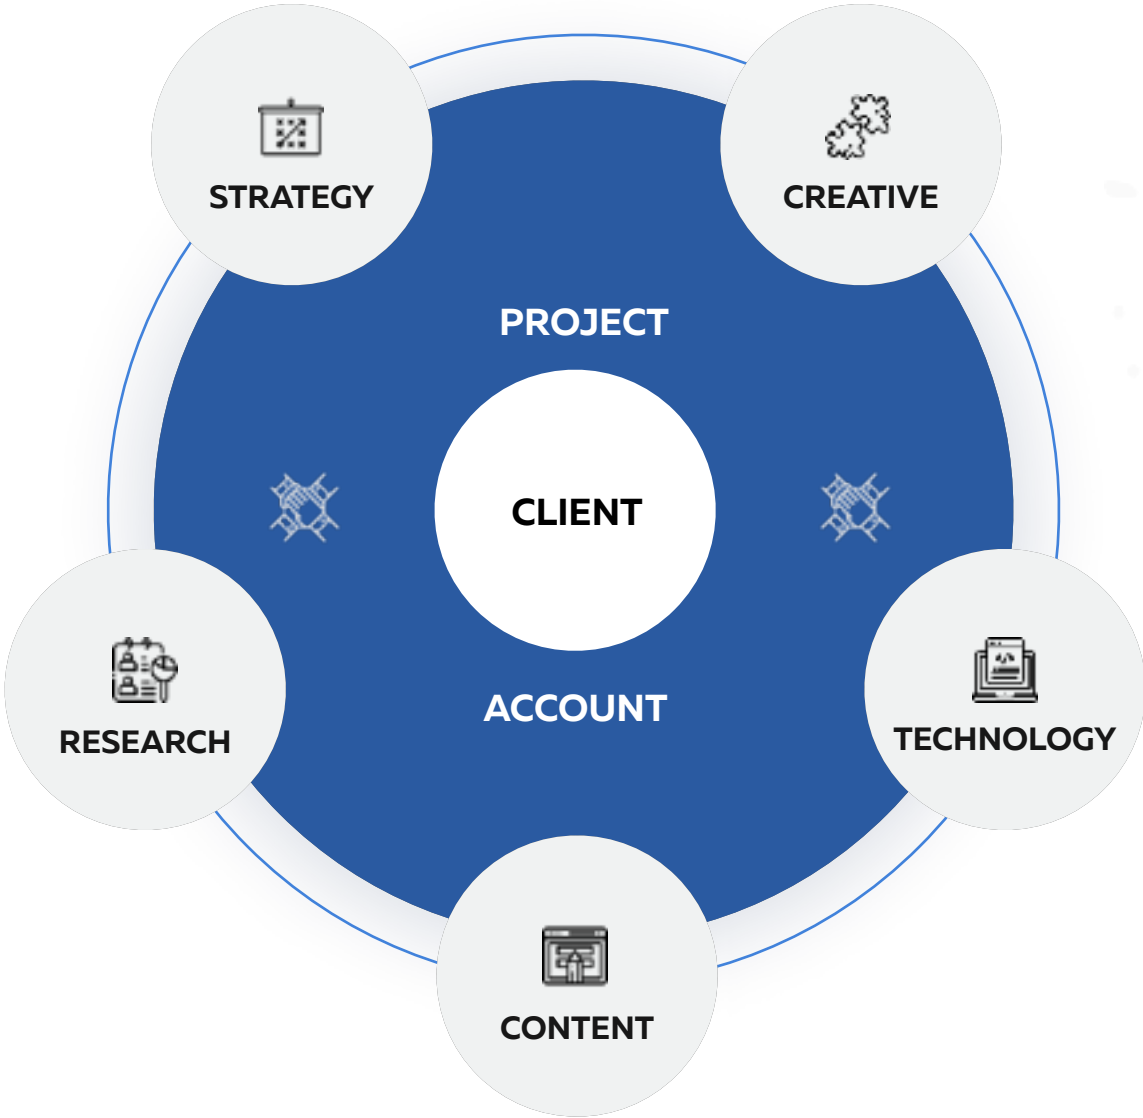 STRATEGY
CREATIVE
PROJECT
CLIENT
ACCOUNT
RESEARCH
TECHNOLOGY
CONTENT